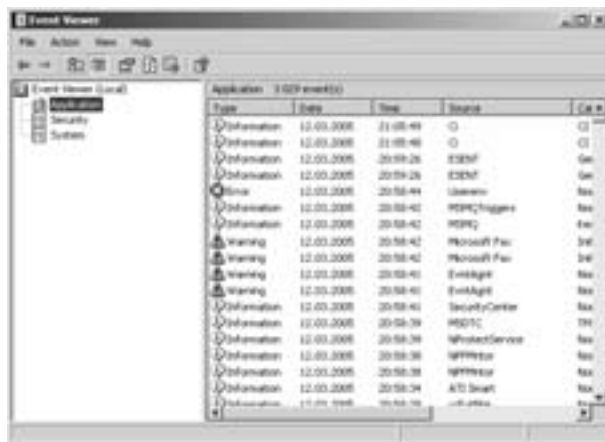 Event Viewer
File Action View Help
Event Viewer (Local)
Application
Security
System
Application 3 029 event(s)
Type Date Time Source
Information 12.03.2005 21:05:49 Ci
Information 12.03.2005 21:05:48 Ci
Information 12.03.2005 20:59:26 ESENT
Information 12.03.2005 20:59:26 ESENT
Error 12.03.2005 20:58:44 Userenv
Information 12.03.2005 20:58:42 MSMQTriggers
Information 12.03.2005 20:58:42 MSMQ
Warning 12.03.2005 20:58:42 Microsoft Fax
Warning 12.03.2005 20:58:42 Microsoft Fax
Warning 12.03.2005 20:58:41 EvntAgnt
Warning 12.03.2005 20:58:41 EvntAgnt
Information 12.03.2005 20:58:41 SecurityCenter
Information 12.03.2005 20:58:39 MSDTC
Information 12.03.2005 20:58:39 NProtectService
Information 12.03.2005 20:58:38
Information 12.03.2005 20:58:38
Information 12.03.2005 20:58:34 ATI Smart